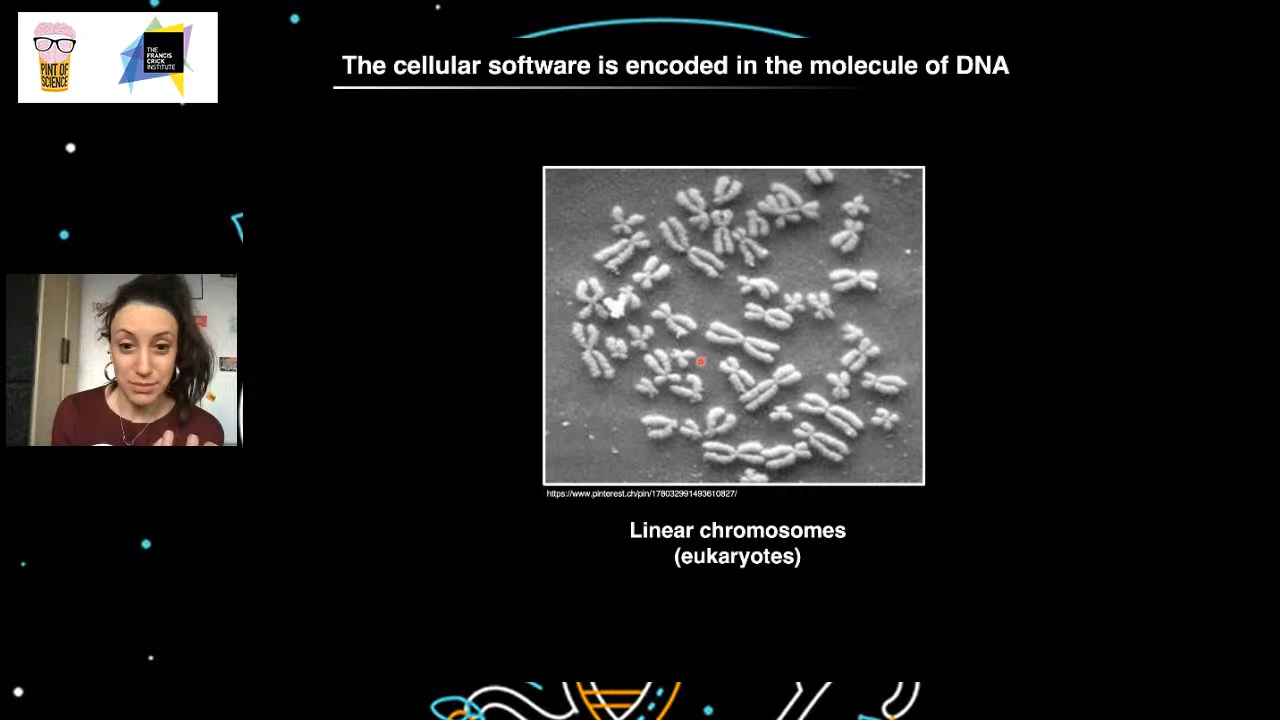 PINT OF
SCIENCE
THE
FRANCIS
CRICK
INSTITUTE
The cellular software is encoded in the molecule of DNA
https://www.pinterest.ch/pin/178032991493610827/
Linear chromosomes
(eukaryotes)